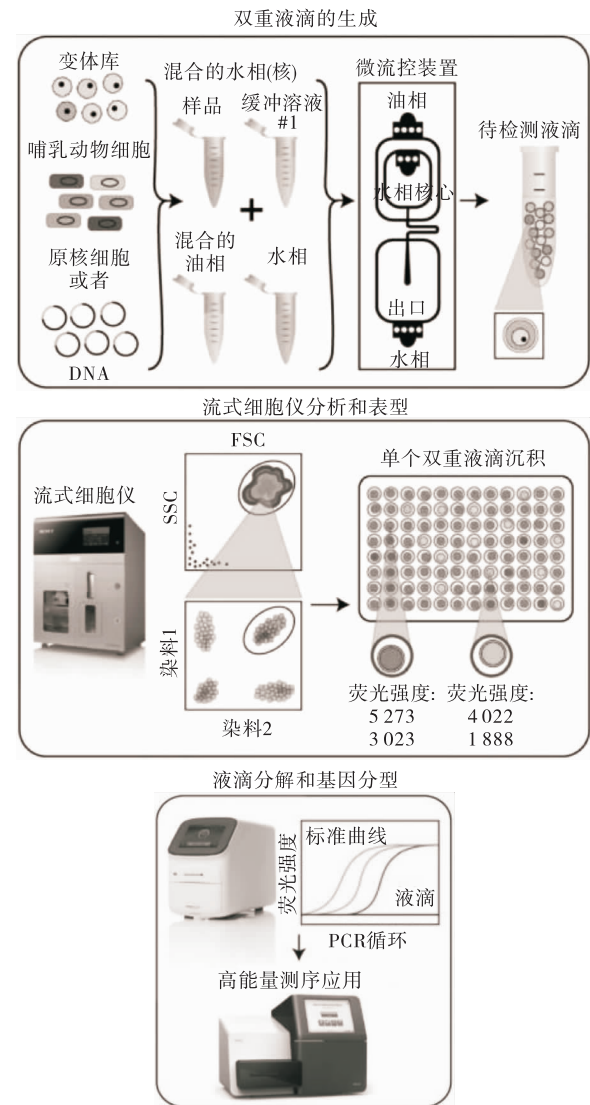 双重液滴的生成
变体库
哺乳动物细胞
原核细胞
或者
DNA
混合的水相(核)
样品
缓冲溶液
#1
混合的
油相
水相
微流控装置
油相
水相核心
出口
水相
待检测液滴
流式细胞仪分析和表型
流式细胞仪
FSC
SSC
染料1
染料2
单个双重液滴沉积
荧光强度:
5 273
3 023
荧光强度:
4 022
1 888
液滴分解和基因分型
荧光强度
标准曲线
液滴
PCR循环
高能量测序应用